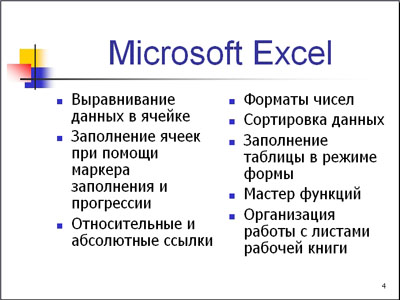 Microsoft Excel
Выравнивание
данных в ячейке
Заполнение ячеек
при помощи
маркера
заполнения и
прогрессии
Относительные и
абсолютные ссылки
Форматы чисел
Сортировка данных
Заполнение
таблицы в режиме
формы
Мастер функций
Организация
работы с листами
рабочей книги
4